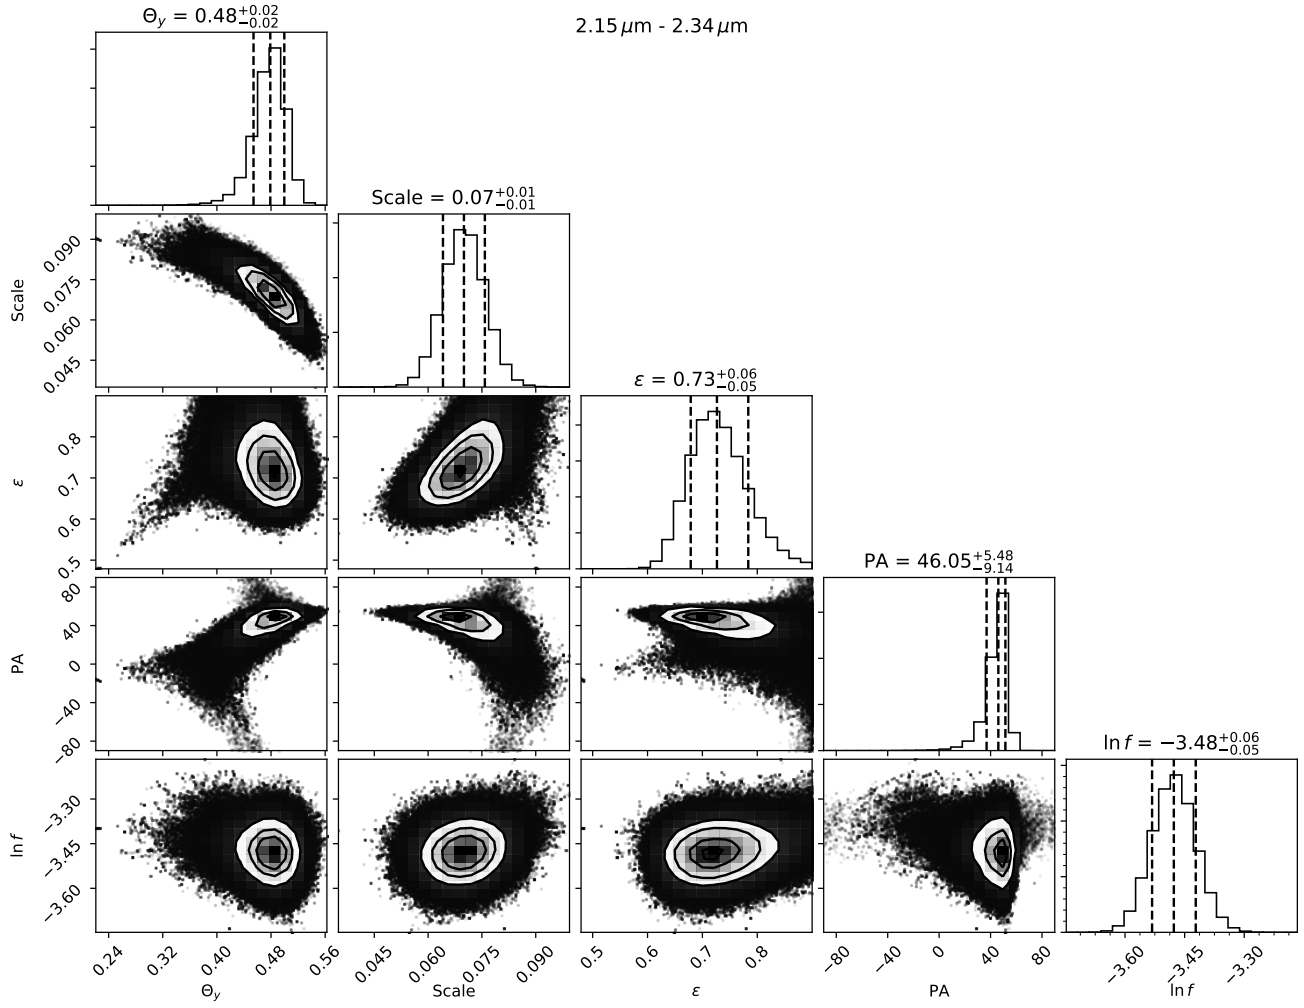 Θ_y = 0.48^{+0.02}_{−0.02}
2.15 μm - 2.34 μm
Scale = 0.07^{+0.01}_{−0.01}
Scale
0.090
0.075
0.060
0.045
ε = 0.73^{+0.06}_{−0.05}
ε
0.8
0.7
0.6
0.5
PA = 46.05^{+5.48}_{−9.14}
PA
80
40
0
−40
−80
ln f = −3.48^{+0.06}_{−0.05}
ln f
−3.30
−3.45
−3.60
0.24 0.32 0.40 0.48 0.56
Θ_y
0.045 0.060 0.075 0.090
Scale
0.5 0.6 0.7 0.8
ε
−80 −40 0 40 80
PA
−3.60 −3.45 −3.30
ln f